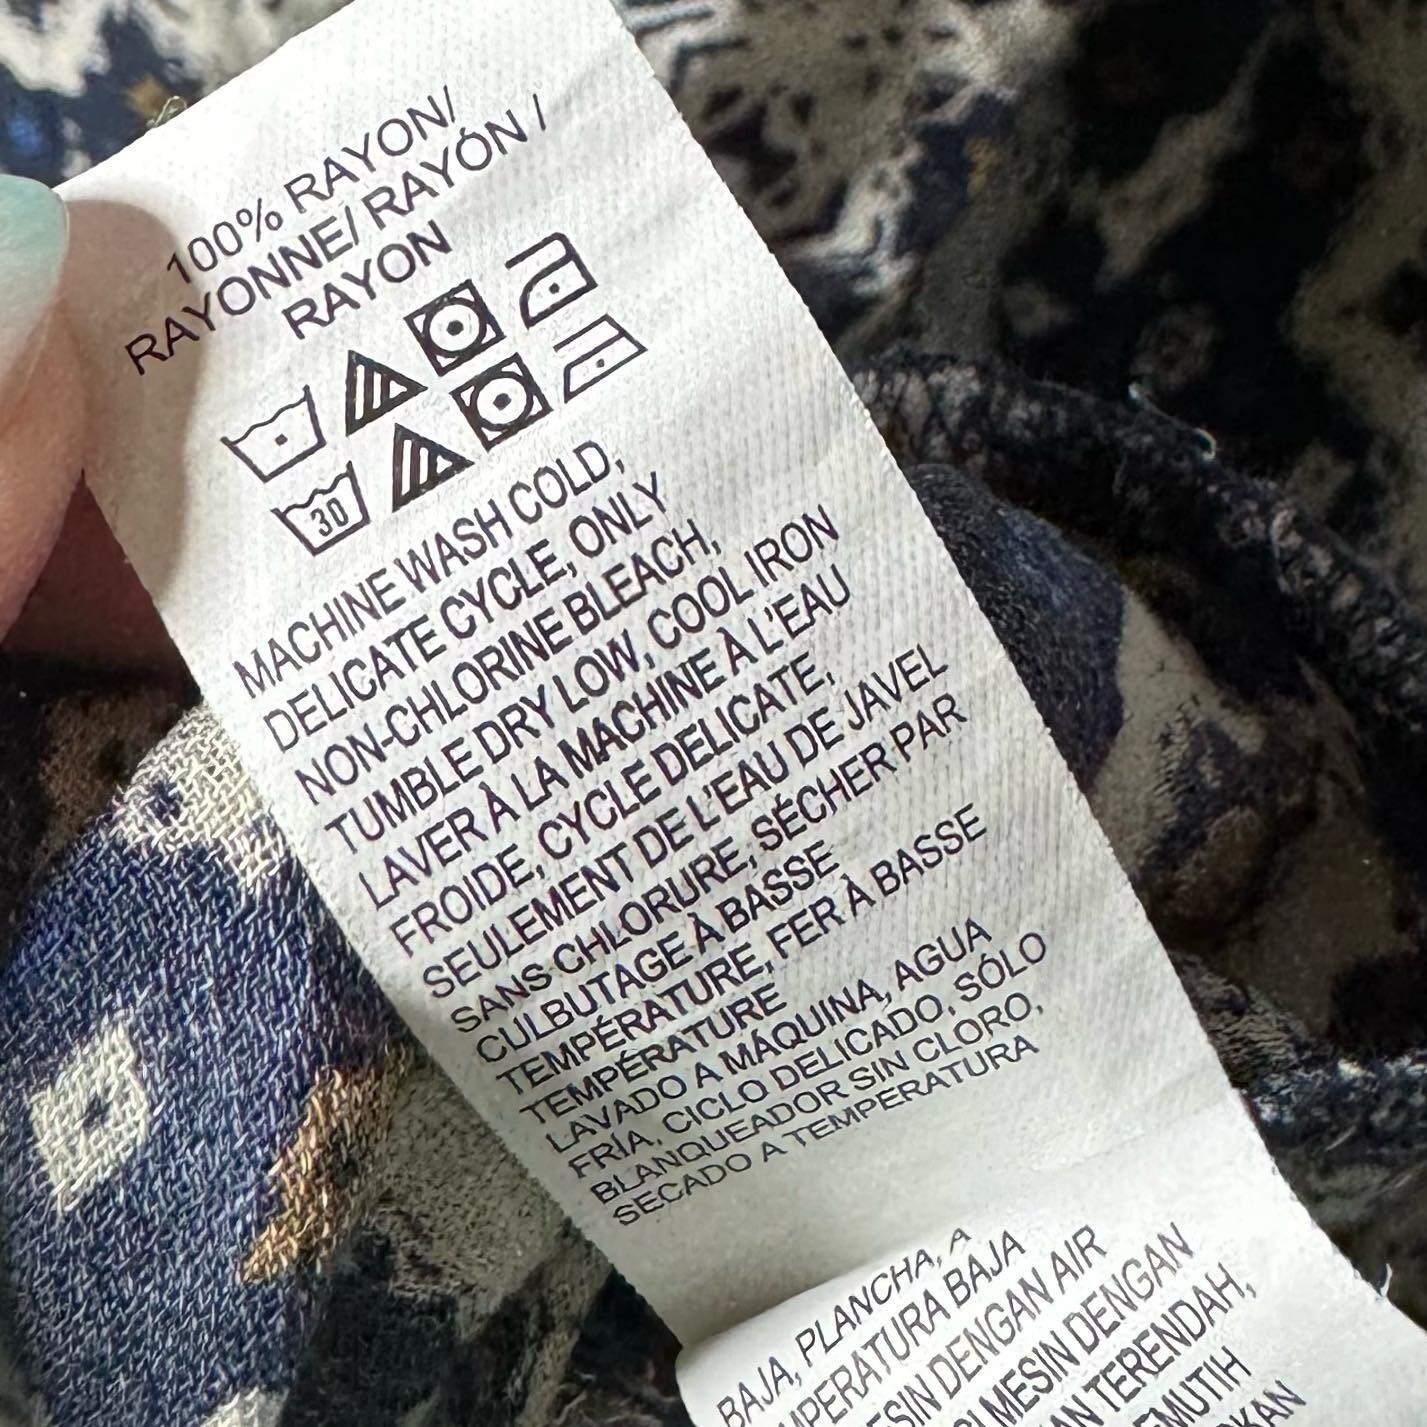 100% RAYON/
RAYONNE/ RAYÓN /
RAYON
30
MACHINE WASH COLD,
DELICATE CYCLE, ONLY
NON-CHLORINE BLEACH,
TUMBLE DRY LOW, COOL IRON
LAVER À LA MACHINE À L'EAU
FROIDE, CYCLE DELICATE,
SEULEMENT DE L'EAU DE JAVEL
SANS CHLORURE, SÉCHER PAR
CULBUTAGE À BASSE
TEMPÉRATURE, FER À BASSE
TEMPÉRATURE
LAVADO A MÁQUINA, AGUA
FRÍA, CICLO DELICADO, SÓLO
BLANQUEADOR SIN CLORO,
SECADO A TEMPERATURA
BAJA, PLANCHA, A
MPERATURA BAJA
SIN DENGAN AIR
MESIN DENGAN
TERENDAH,
MUTIH